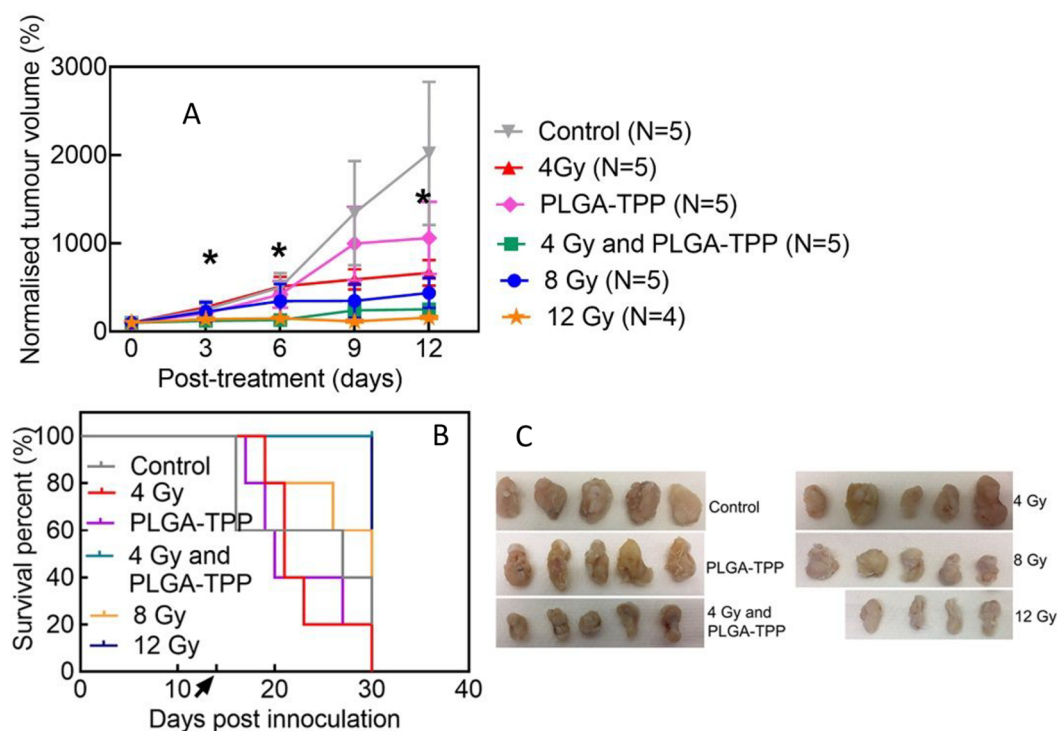 Normalised tumour volume (%)
3000
2000
1000
0
A
*
*
*
0 3 6 9 12
Post-treatment (days)
Control (N=5)
4Gy (N=5)
PLGA-TPP (N=5)
4 Gy and PLGA-TPP (N=5)
8 Gy (N=5)
12 Gy (N=4)
Survival percent (%)
100
80
60
40
20
0
B
Control
4 Gy
PLGA-TPP
4 Gy and
PLGA-TPP
8 Gy
12 Gy
0 10 20 30 40
Days post innoculation
C
Control
PLGA-TPP
4 Gy and
PLGA-TPP
4 Gy
8 Gy
12 Gy